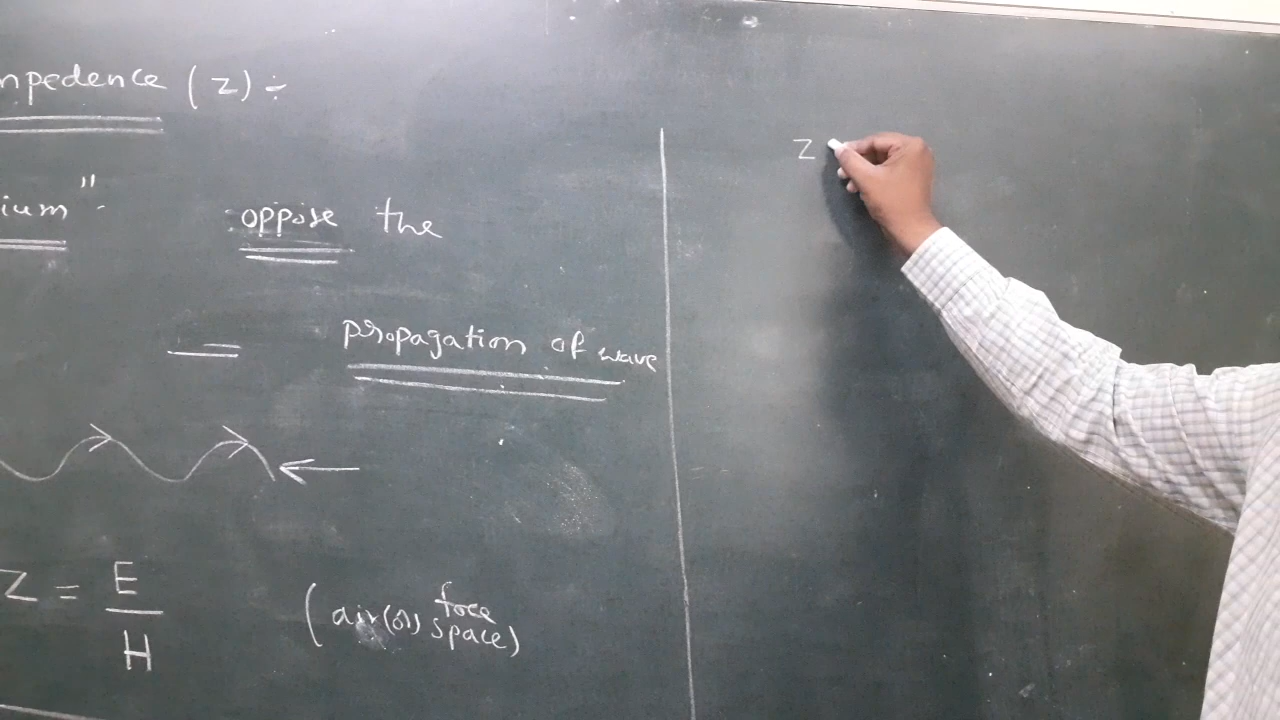 mpedence (z) ÷
ium" - oppose the
propagation of wave
Z = E / H
(air(or) free
space)
Z